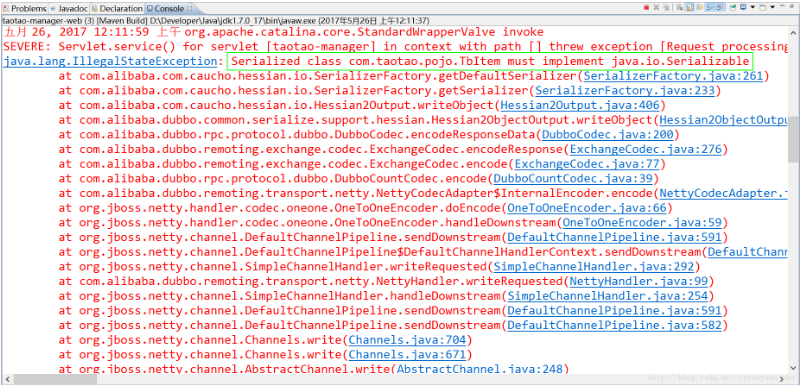 Problems @ Javadoc Declaration Console
taotao-manager-web (3) [Maven Build] D:\Developer\Java\jdk1.7.0_17\bin\javaw.exe (2017年5月26日 上午12:11:37)
五月 26, 2017 12:11:59 上午 org.apache.catalina.core.StandardWrapperValve invoke
SEVERE: Servlet.service() for servlet [taotao-manager] in context with path [] threw exception [Request processing
java.lang.IllegalStateException: Serialized class com.taotao.pojo.TbItem must implement java.io.Serializable
at com.alibaba.com.caucho.hessian.io.SerializerFactory.getDefaultSerializer(SerializerFactory.java:261)
at com.alibaba.com.caucho.hessian.io.SerializerFactory.getSerializer(SerializerFactory.java:233)
at com.alibaba.com.caucho.hessian.io.Hessian2Output.writeObject(Hessian2Output.java:406)
at com.alibaba.dubbo.common.serialize.support.hessian.Hessian2ObjectOutput.writeObject(Hessian2ObjectOutpu
at com.alibaba.dubbo.rpc.protocol.dubbo.DubboCodec.encodeResponseData(DubboCodec.java:200)
at com.alibaba.dubbo.remoting.exchange.codec.ExchangeCodec.encodeResponse(ExchangeCodec.java:276)
at com.alibaba.dubbo.remoting.exchange.codec.ExchangeCodec.encode(ExchangeCodec.java:77)
at com.alibaba.dubbo.rpc.protocol.dubbo.DubboCountCodec.encode(DubboCountCodec.java:39)
at com.alibaba.dubbo.remoting.transport.netty.NettyCodecAdapter$InternalEncoder.encode(NettyCodecAdapter.j
at org.jboss.netty.handler.codec.oneone.OneToOneEncoder.doEncode(OneToOneEncoder.java:66)
at org.jboss.netty.handler.codec.oneone.OneToOneEncoder.handleDownstream(OneToOneEncoder.java:59)
at org.jboss.netty.channel.DefaultChannelPipeline.sendDownstream(DefaultChannelPipeline.java:591)
at org.jboss.netty.channel.DefaultChannelPipeline$DefaultChannelHandlerContext.sendDownstream(DefaultChann
at org.jboss.netty.channel.SimpleChannelHandler.writeRequested(SimpleChannelHandler.java:292)
at com.alibaba.dubbo.remoting.transport.netty.NettyHandler.writeRequested(NettyHandler.java:99)
at org.jboss.netty.channel.SimpleChannelHandler.handleDownstream(SimpleChannelHandler.java:254)
at org.jboss.netty.channel.DefaultChannelPipeline.sendDownstream(DefaultChannelPipeline.java:591)
at org.jboss.netty.channel.DefaultChannelPipeline.sendDownstream(DefaultChannelPipeline.java:582)
at org.jboss.netty.channel.Channels.write(Channels.java:704)
at org.jboss.netty.channel.Channels.write(Channels.java:671)
at org.jboss.netty.channel.AbstractChannel.write(AbstractChannel.java:248)